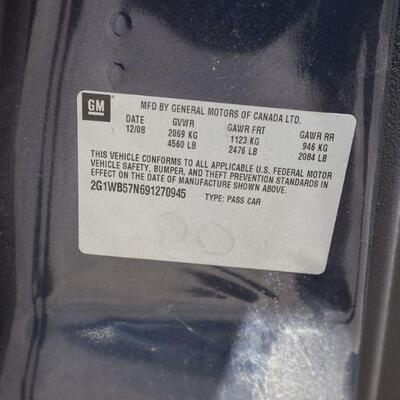 GM
MFD BY GENERAL MOTORS OF CANADA LTD.
DATE GVWR GAWR FRT GAWR RR
12/08 2069 KG 1123 KG 946 KG
4560 LB 2476 LB 2084 LB
THIS VEHICLE CONFORMS TO ALL APPLICABLE U.S. FEDERAL MOTOR
VEHICLE SAFETY, BUMPER, AND THEFT PREVENTION STANDARDS IN
EFFECT ON THE DATE OF MANUFACTURE SHOWN ABOVE.
2G1WB57N691270945 TYPE: PASS CAR